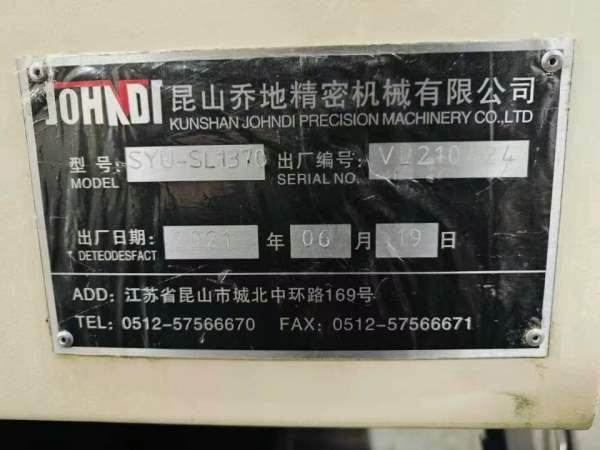 JOHNDI 昆山乔地精密机械有限公司
KUNSHAN JOHNDI PRECISION MACHINERY CO.,LTD
型号: SYU-SL1370 出厂编号:
MODEL SERIAL NO.
出厂日期: 2021 年 06 月 19 日
DETEODESFACT
ADD: 江苏省昆山市城北中环路169号
TEL: 0512-57566670 FAX: 0512-57566671